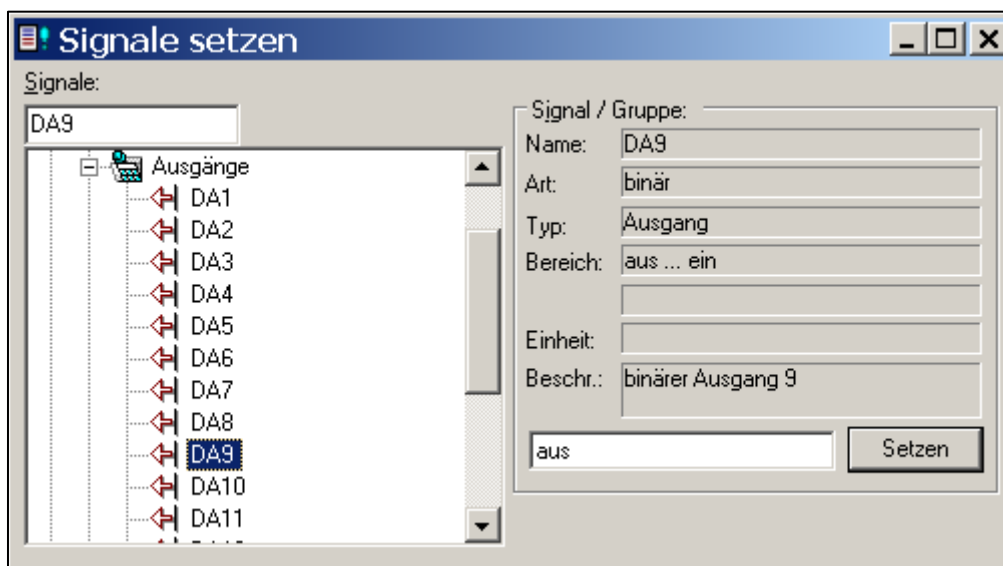 Signale setzen
Signale:
DA9
Ausgänge
DA1
DA2
DA3
DA4
DA5
DA6
DA7
DA8
DA9
DA10
DA11
Signal / Gruppe:
Name: DA9
Art: binär
Typ: Ausgang
Bereich: aus ... ein
Einheit:
Beschr.: binärer Ausgang 9
aus Setzen